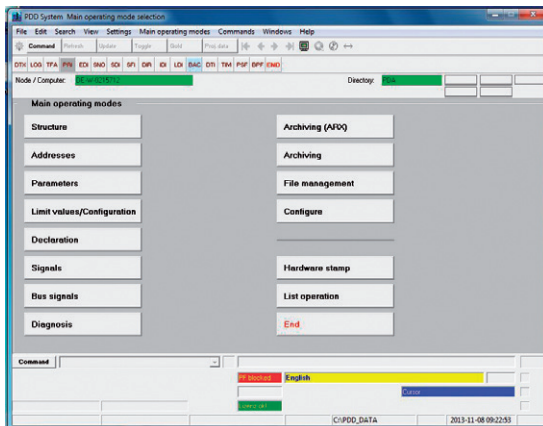 PDD System Main operating mode selection
File Edit Search View Settings Main operating modes Commands Windows Help
Command Refresh Update Toggle Build Proj.data
DTX LOG TFA EDI SNO SDI SFI DIR IDI LDI BAC DTI TIM PSF BPF END
Node / Computer: Directory: PDA
Main operating modes
Structure Archiving (ARX)
Addresses Archiving
Parameters File management
Limit values/Configuration Configure
Declaration
Signals Hardware stamp
Bus signals List operation
Diagnosis End
Command
PF blocked English
Cursor
C:\PDD_DATA 2013-11-08 09:22:53